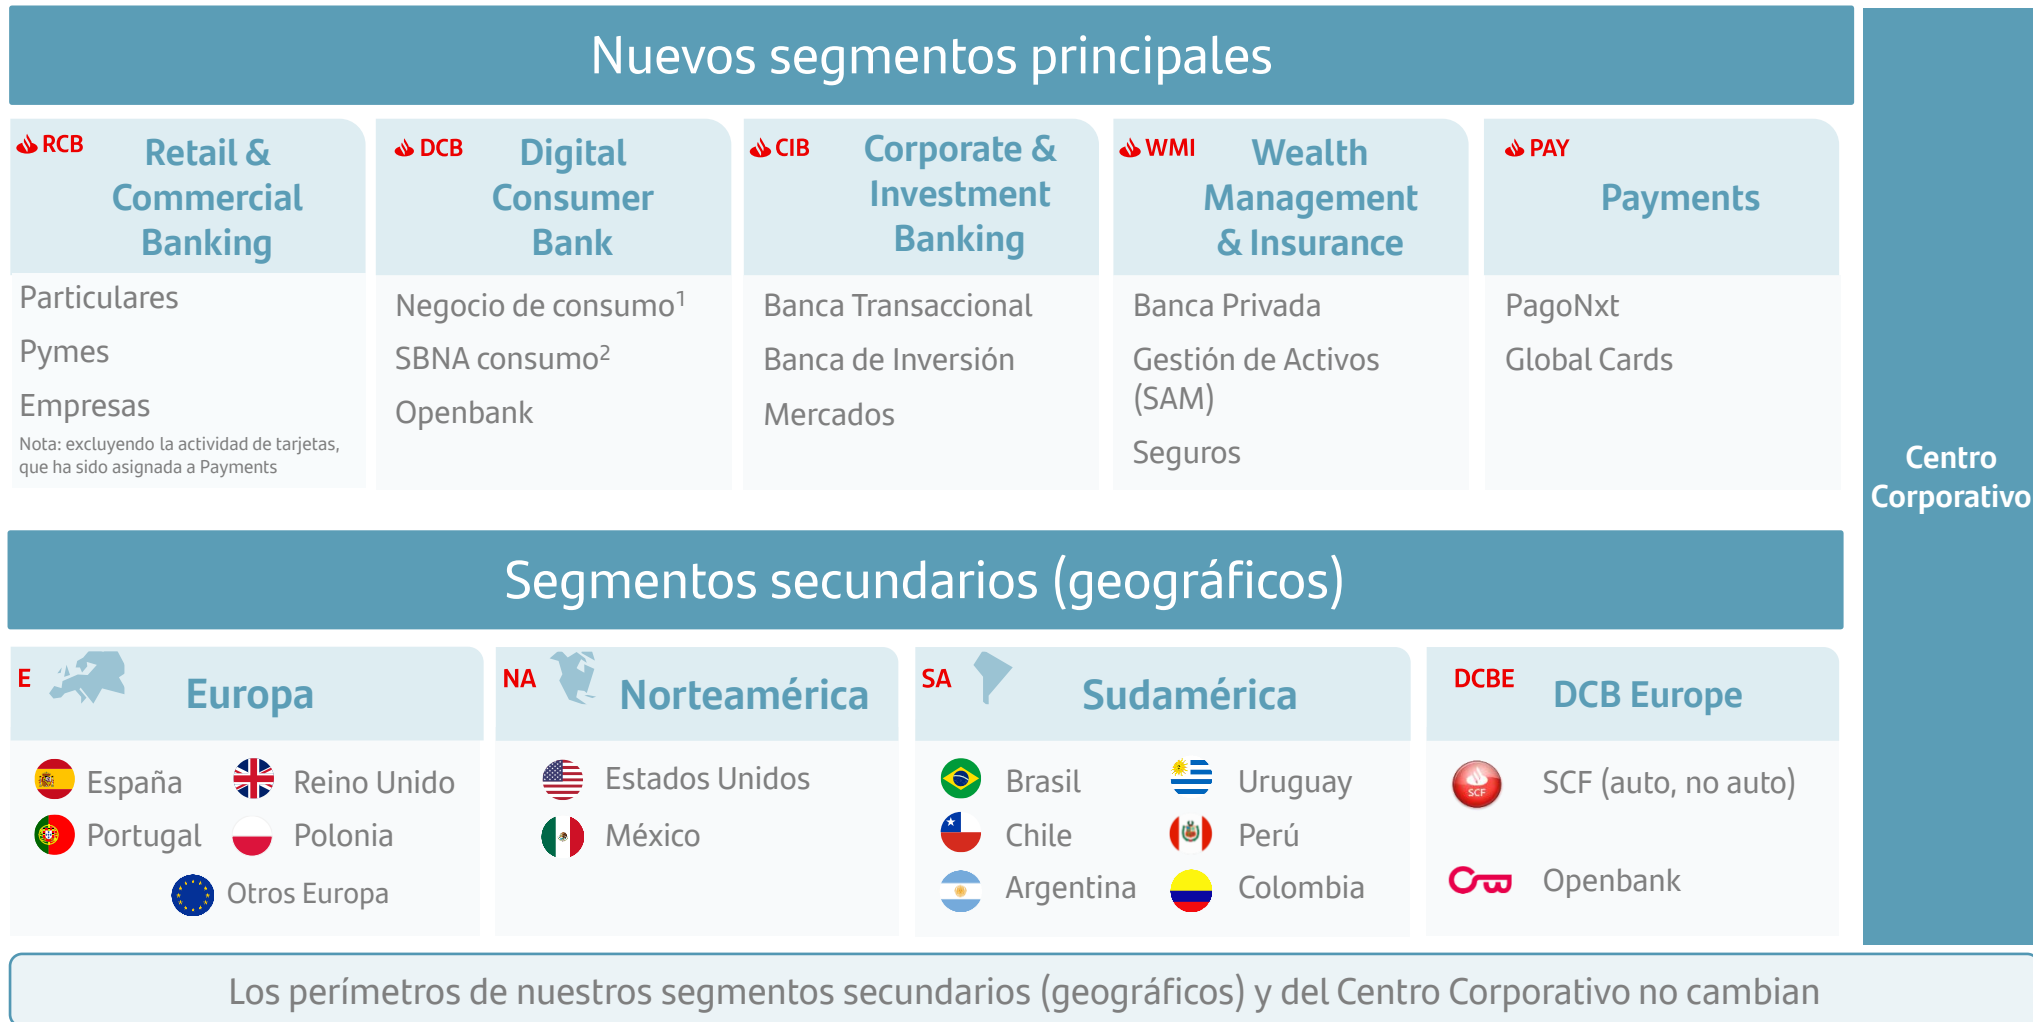 Nuevos segmentos principales
RCB
Retail &
Commercial
Banking
Particulares
Pymes
Empresas
Nota: excluyendo la actividad de tarjetas,
que ha sido asignada a Payments
DCB
Digital
Consumer
Bank
Negocio de consumo¹
SBNA consumo²
Openbank
CIB
Corporate &
Investment
Banking
Banca Transaccional
Banca de Inversión
Mercados
WMI
Wealth
Management
& Insurance
Banca Privada
Gestión de Activos
(SAM)
Seguros
PAY
Payments
PagoNxt
Global Cards
Centro
Corporativo
Segmentos secundarios (geográficos)
E
Europa
España
Reino Unido
Portugal
Polonia
Otros Europa
NA
Norteamérica
Estados Unidos
México
SA
Sudamérica
Brasil
Uruguay
Chile
Perú
Argentina
Colombia
DCBE
DCB Europe
SCF
SCF (auto, no auto)
Openbank
Los perímetros de nuestros segmentos secundarios (geográficos) y del Centro Corporativo no cambian